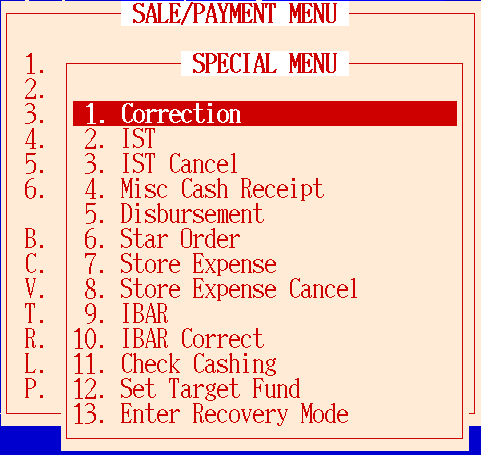 SALE/PAYMENT MENU
SPECIAL MENU
1.
2.
3.
4.
5.
6.
B.
C.
V.
T.
R.
L.
P.
1. Correction
2. IST
3. IST Cancel
4. Misc Cash Receipt
5. Disbursement
6. Star Order
7. Store Expense
8. Store Expense Cancel
9. IBAR
10. IBAR Correct
11. Check Cashing
12. Set Target Fund
13. Enter Recovery Mode